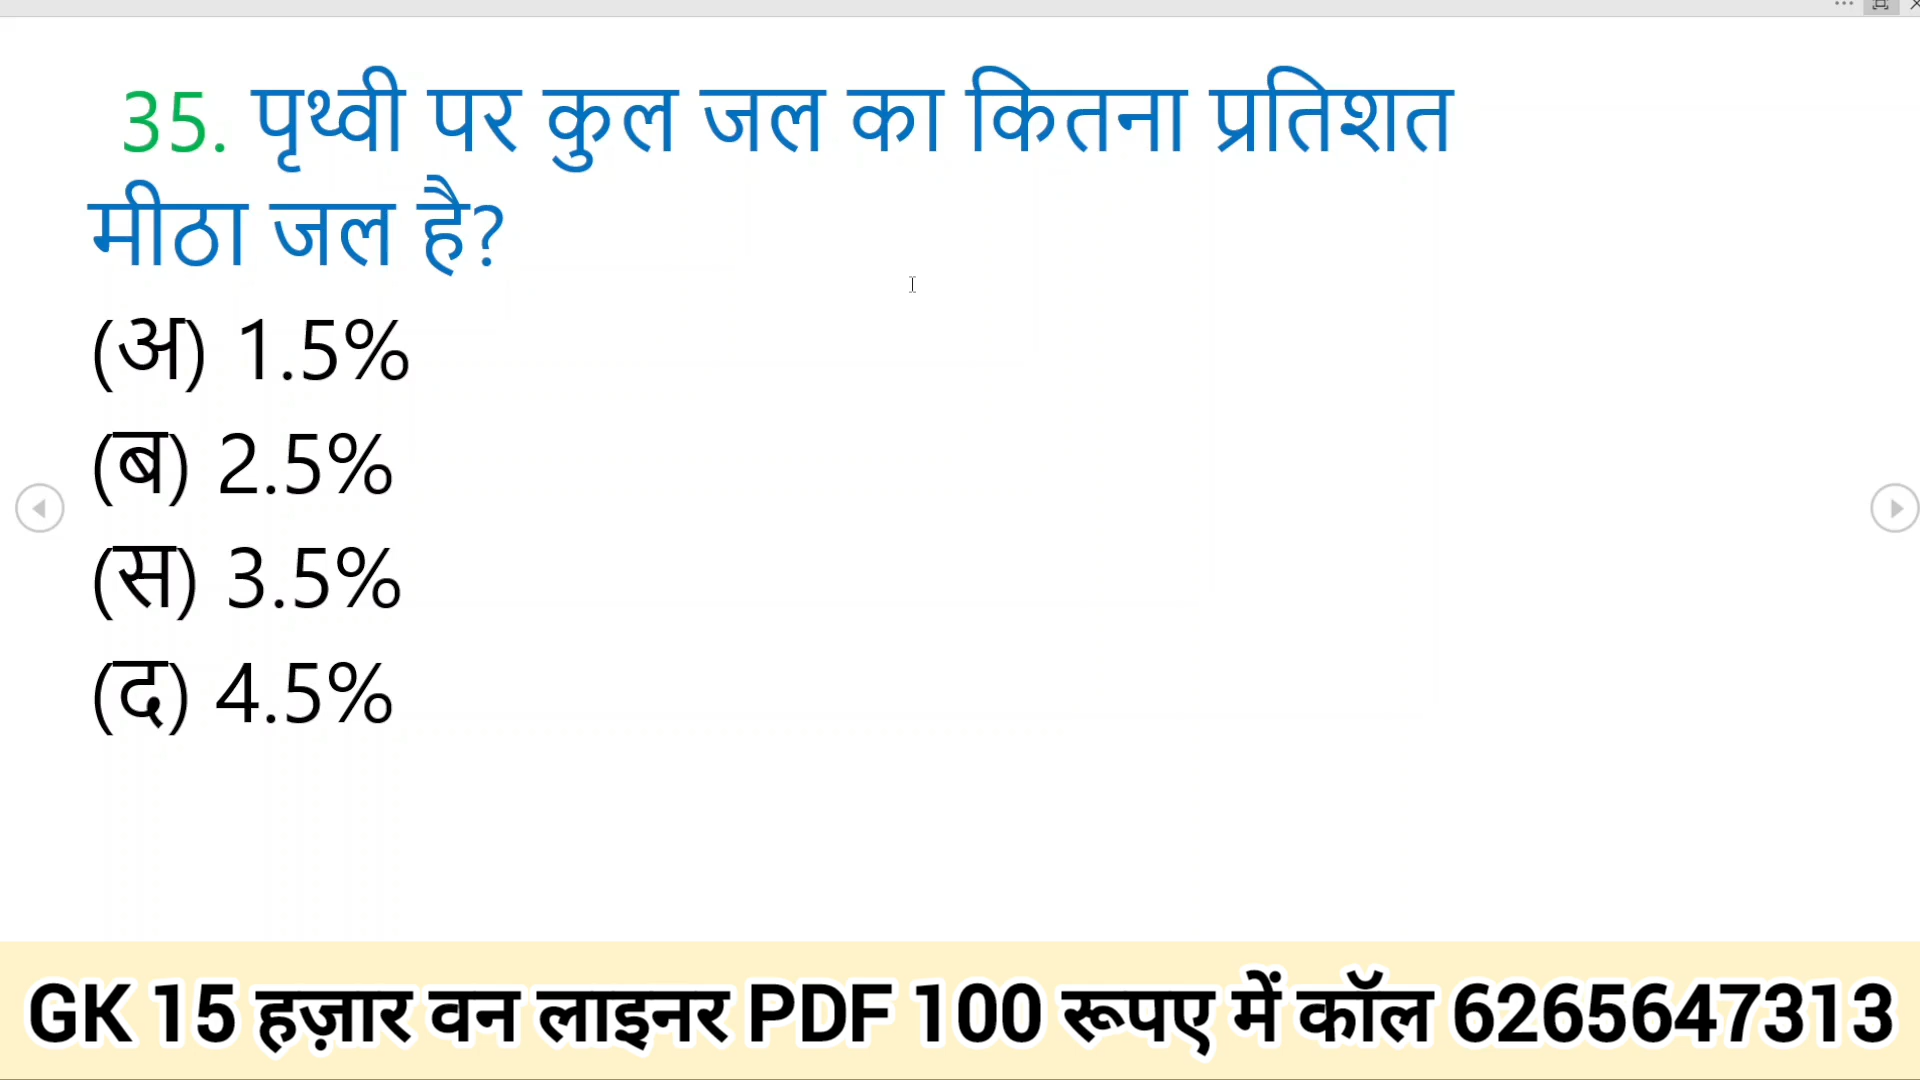 35. पृथ्वी पर कुल जल का कितना प्रतिशत
मीठा जल है?
(अ) 1.5%
(ब) 2.5%
(स) 3.5%
(द) 4.5%
GK 15 हज़ार वन लाइनर PDF 100 रूपए में कॉल 6265647313